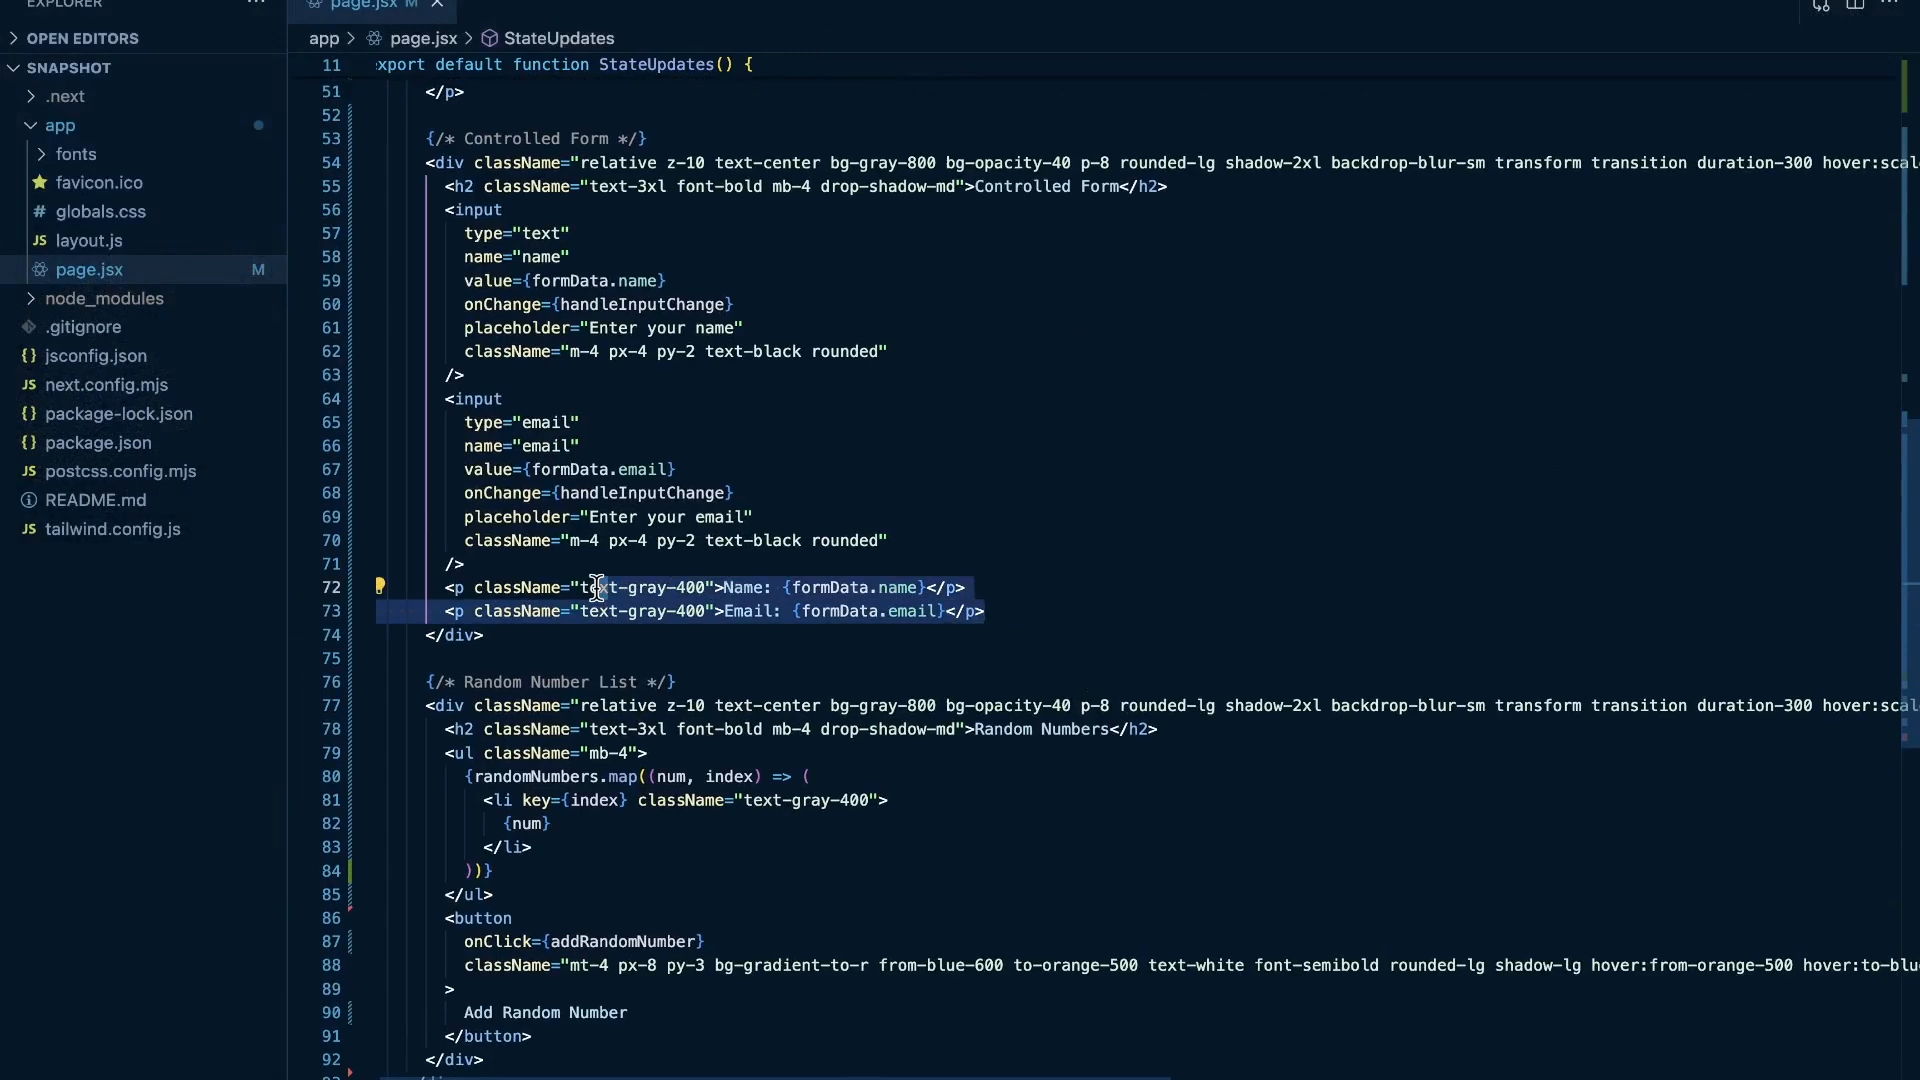 EXPLORER
page.jsx M
OPEN EDITORS
SNAPSHOT
.next
app
fonts
favicon.ico
# globals.css
JS layout.js
page.jsx M
node_modules
.gitignore
{} jsconfig.json
JS next.config.mjs
{} package-lock.json
{} package.json
JS postcss.config.mjs
README.md
JS tailwind.config.js
app > page.jsx > StateUpdates
11 xport default function StateUpdates() {
51 </p>
52
53 {/* Controlled Form */}
54 <div className="relative z-10 text-center bg-gray-800 bg-opacity-40 p-8 rounded-lg shadow-2xl backdrop-blur-sm transform transition duration-300 hover:scal
55 <h2 className="text-3xl font-bold mb-4 drop-shadow-md">Controlled Form</h2>
56 <input
57 type="text"
58 name="name"
59 value={formData.name}
60 onChange={handleInputChange}
61 placeholder="Enter your name"
62 className="m-4 px-4 py-2 text-black rounded"
63 />
64 <input
65 type="email"
66 name="email"
67 value={formData.email}
68 onChange={handleInputChange}
69 placeholder="Enter your email"
70 className="m-4 px-4 py-2 text-black rounded"
71 />
72 <p className="text-gray-400">Name: {formData.name}</p>
73 <p className="text-gray-400">Email: {formData.email}</p>
74 </div>
75
76 {/* Random Number List */}
77 <div className="relative z-10 text-center bg-gray-800 bg-opacity-40 p-8 rounded-lg shadow-2xl backdrop-blur-sm transform transition duration-300 hover:scal
78 <h2 className="text-3xl font-bold mb-4 drop-shadow-md">Random Numbers</h2>
79 <ul className="mb-4">
80 {randomNumbers.map((num, index) => (
81 <li key={index} className="text-gray-400">
82 {num}
83 </li>
84 ))}
85 </ul>
86 <button
87 onClick={addRandomNumber}
88 className="mt-4 px-8 py-3 bg-gradient-to-r from-blue-600 to-orange-500 text-white font-semibold rounded-lg shadow-lg hover:from-orange-500 hover:to-blu
89 >
90 Add Random Number
91 </button>
92 </div>